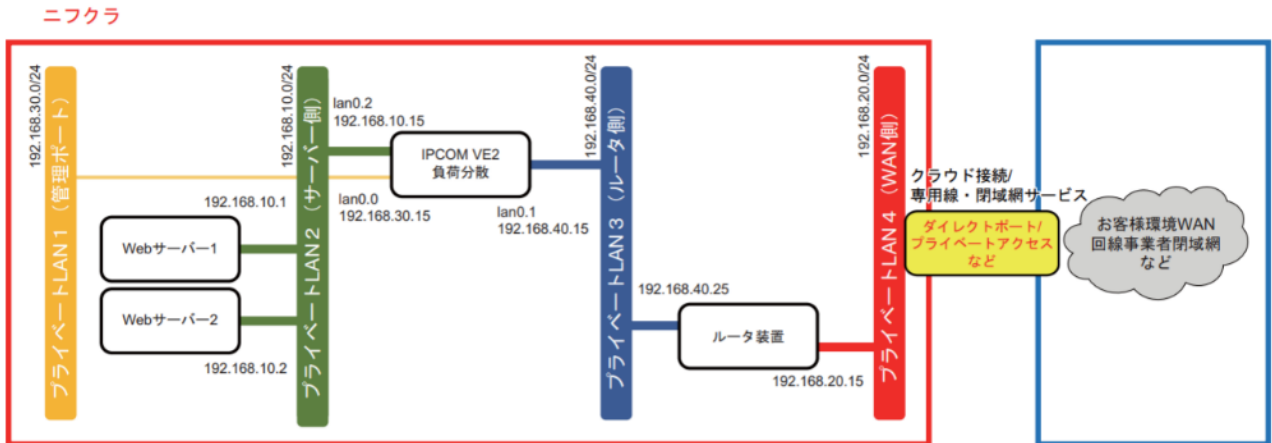 ニフクラ
192.168.30.0/24
プライベートLAN1（管理ポート）
192.168.10.0/24
プライベートLAN2（サーバー側）
lan0.2
192.168.10.15
IPCOM VE2
負荷分散
lan0.0
192.168.30.15
lan0.1
192.168.40.15
192.168.10.1
Webサーバー1
Webサーバー2
192.168.10.2
192.168.40.0/24
プライベートLAN3（ルータ側）
192.168.40.25
ルータ装置
192.168.20.15
192.168.20.0/24
プライベートLAN4（WAN側）
クラウド接続/
専用線・閉域網サービス
ダイレクトポート/
プライベートアクセス
など
お客様環境WAN
回線事業者閉域網
など